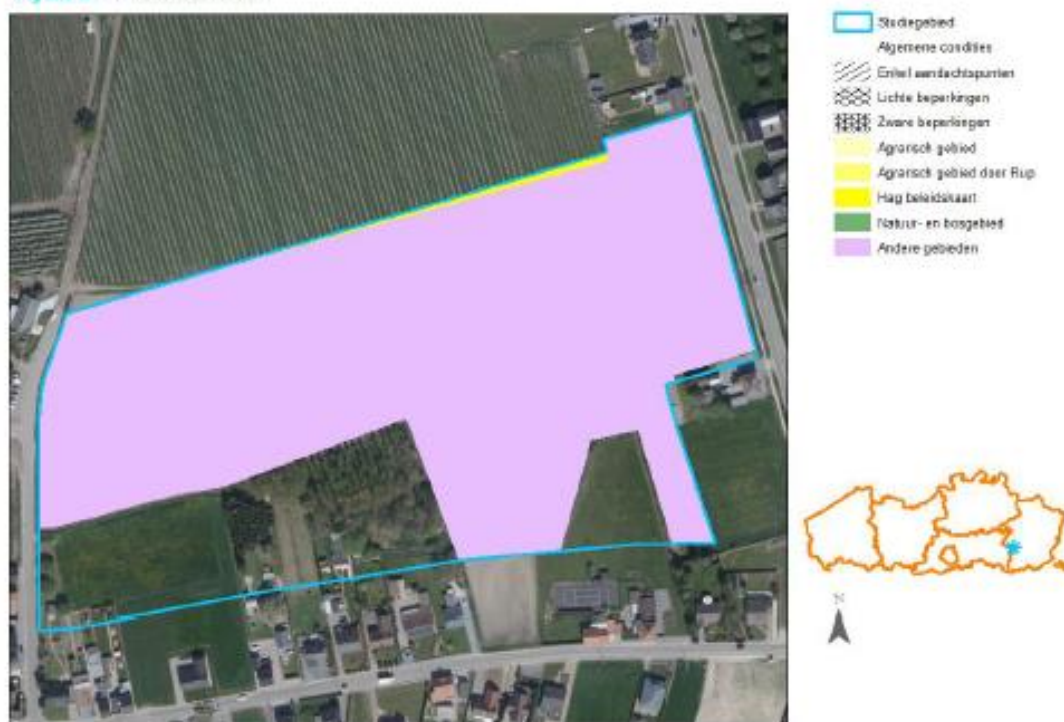 Studiegebied
Algemene condities
Enkel aandachtspunten
Lichte beperkingen
Zware beperkingen
Agrarisch gebied
Agrarisch gebied door Rup
Hag beleidskaart
Natuur- en bosgebied
Andere gebieden
N